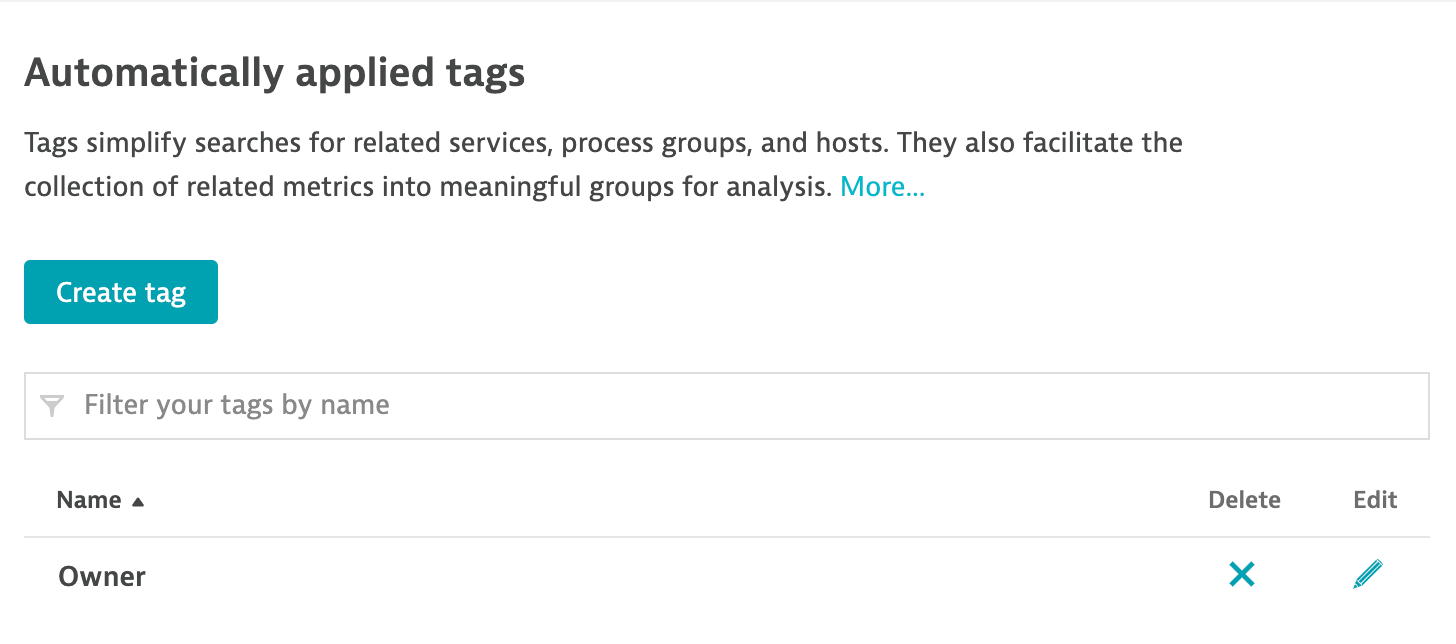 Automatically applied tags
Tags simplify searches for related services, process groups, and hosts. They also facilitate the
collection of related metrics into meaningful groups for analysis. More...
Create tag
Filter your tags by name
Name Delete Edit
Owner